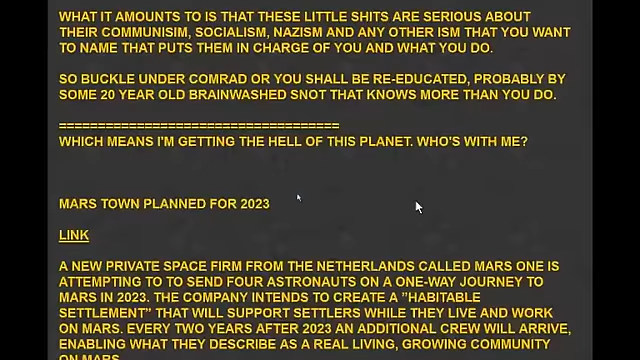 WHAT IT AMOUNTS TO IS THAT THESE LITTLE SHITS ARE SERIOUS ABOUT
THEIR COMMUNISIM, SOCIALISM, NAZISM AND ANY OTHER ISM THAT YOU WANT
TO NAME THAT PUTS THEM IN CHARGE OF YOU AND WHAT YOU DO.
SO BUCKLE UNDER COMRAD OR YOU SHALL BE RE-EDUCATED, PROBABLY BY
SOME 20 YEAR OLD BRAINWASHED SNOT THAT KNOWS MORE THAN YOU DO.
====================================
WHICH MEANS I'M GETTING THE HELL OF THIS PLANET. WHO'S WITH ME?
MARS TOWN PLANNED FOR 2023
LINK
A NEW PRIVATE SPACE FIRM FROM THE NETHERLANDS CALLED MARS ONE IS
ATTEMPTING TO TO SEND FOUR ASTRONAUTS ON A ONE-WAY JOURNEY TO
MARS IN 2023. THE COMPANY INTENDS TO CREATE A "HABITABLE
SETTLEMENT" THAT WILL SUPPORT SETTLERS WHILE THEY LIVE AND WORK
ON MARS. EVERY TWO YEARS AFTER 2023 AN ADDITIONAL CREW WILL ARRIVE,
ENABLING WHAT THEY DESCRIBE AS A REAL LIVING, GROWING COMMUNITY
ON MARS